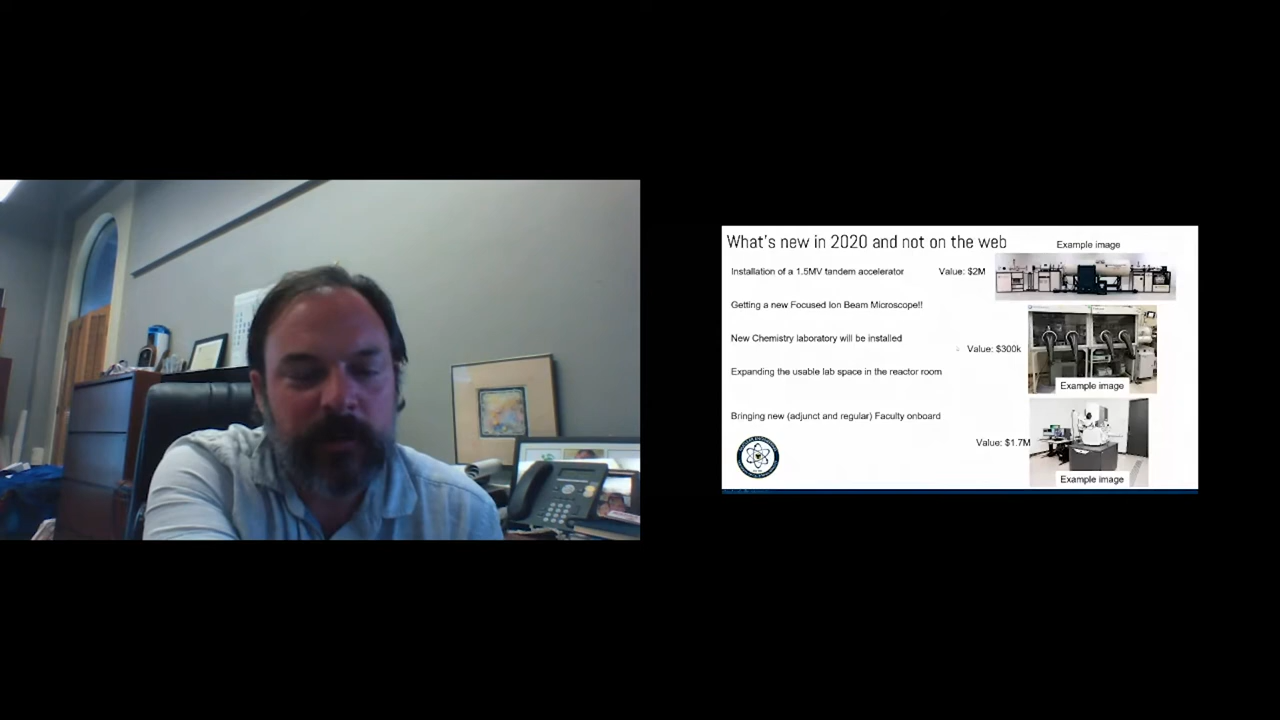 What's new in 2020 and not on the web
Example image
Installation of a 1.5MV tandem accelerator
Value: $2M
Getting a new Focused Ion Beam Microscope!!
New Chemistry laboratory will be installed
Value: $300k
Expanding the usable lab space in the reactor room
Example image
Bringing new (adjunct and regular) Faculty onboard
Value: $1.7M
Example image